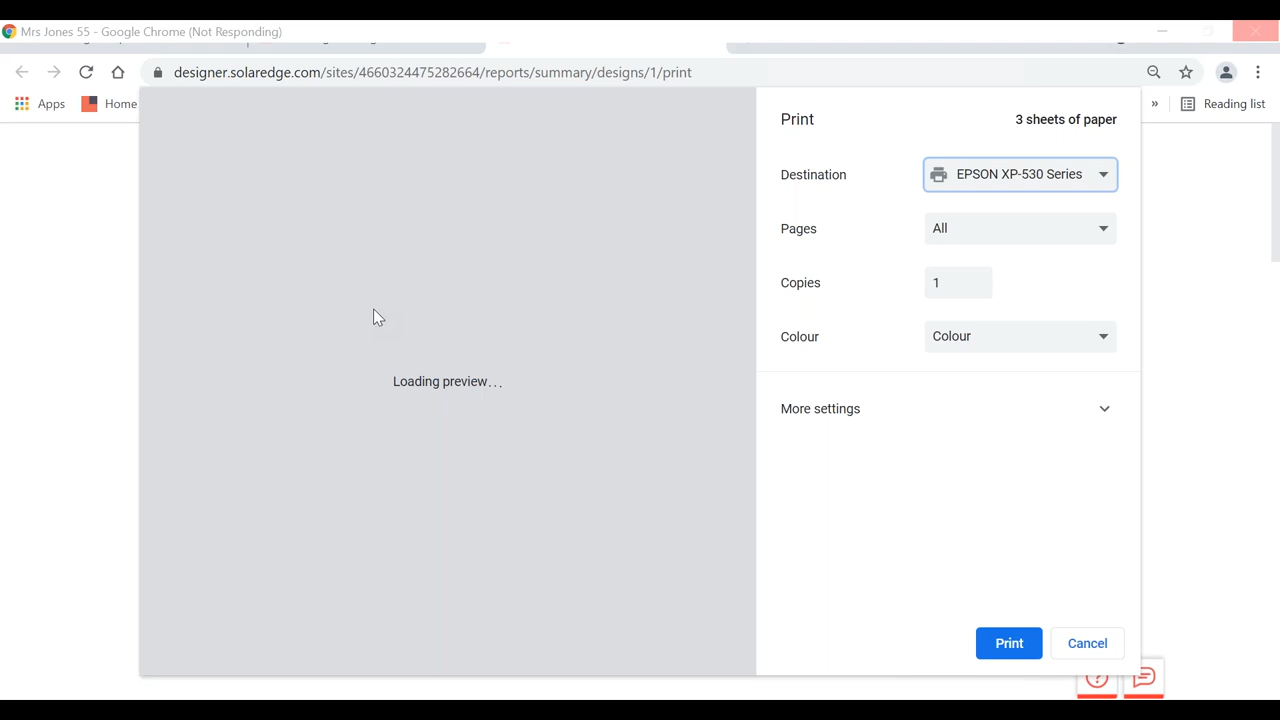 Mrs Jones 55 - Google Chrome (Not Responding)
designer.solaredge.com/sites/4660324475282664/reports/summary/designs/1/print
Apps
Home
»
Reading list
Print
3 sheets of paper
Destination
EPSON XP-530 Series
Pages
All
Copies
1
Colour
Colour
Loading preview...
More settings
Print
Cancel